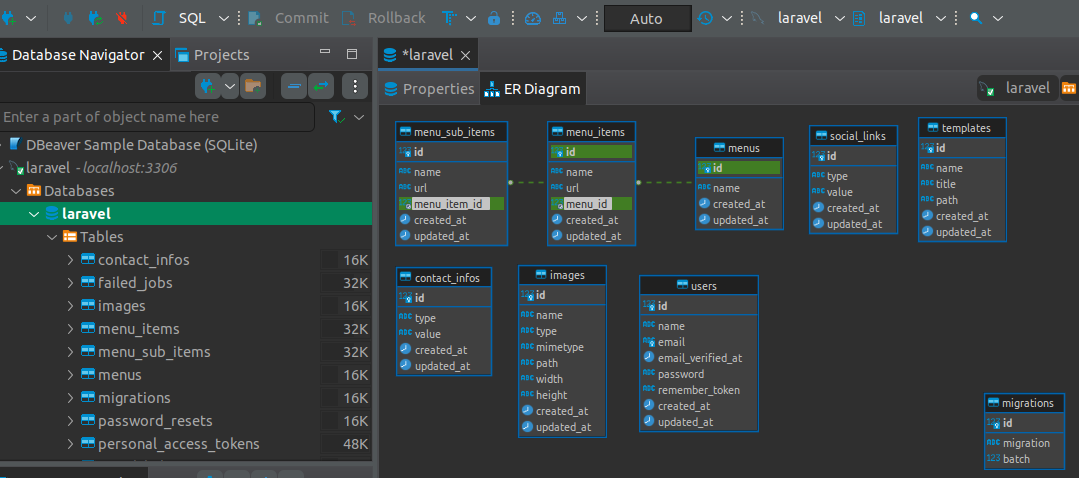 SQL Commit Rollback Auto laravel laravel
Database Navigator Projects
*laravel
Properties ER Diagram laravel
Enter a part of object name here
DBeaver Sample Database (SQLite)
laravel - localhost:3306
Databases
laravel
Tables
contact_infos 16K
failed_jobs 32K
images 16K
menu_items 32K
menu_sub_items 32K
menus 16K
migrations 16K
password_resets 16K
personal_access_tokens 48K
menu_sub_items
id
name
url
menu_item_id
created_at
updated_at
menu_items
id
name
url
menu_id
created_at
updated_at
menus
id
name
created_at
updated_at
social_links
id
type
value
created_at
updated_at
templates
id
name
title
path
created_at
updated_at
contact_infos
id
type
value
created_at
updated_at
images
id
name
type
mimetype
path
width
height
created_at
updated_at
users
id
name
email
email_verified_at
password
remember_token
created_at
updated_at
migrations
id
migration
batch